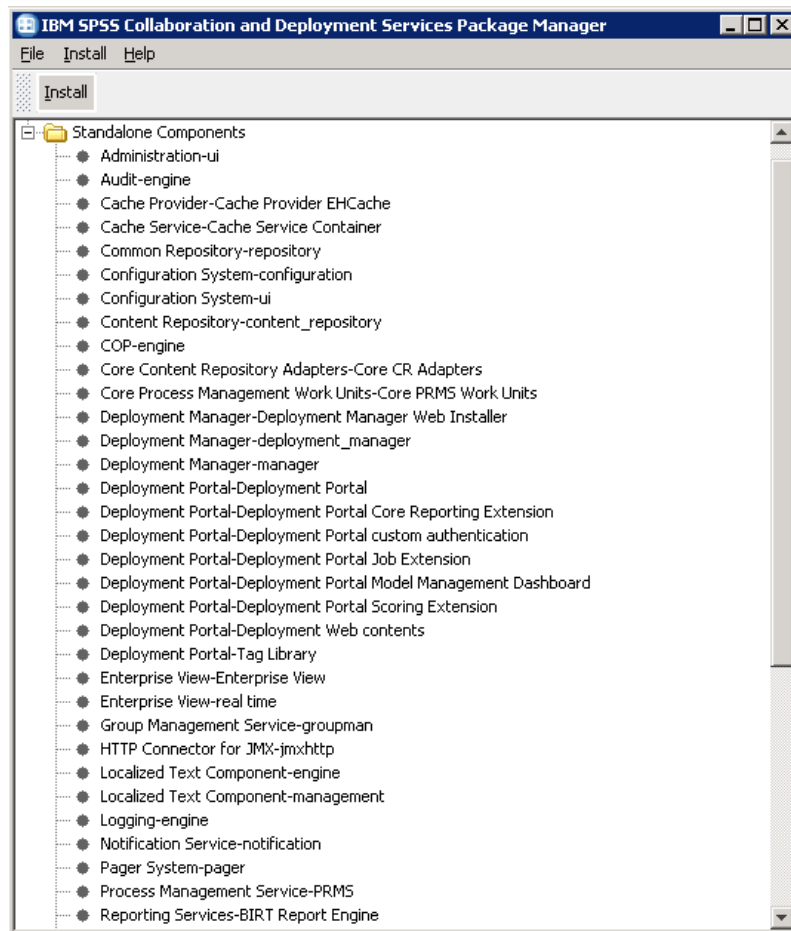 IBM SPSS Collaboration and Deployment Services Package Manager
File Install Help
Install
Standalone Components
Administration-ui
Audit-engine
Cache Provider-Cache Provider EHCache
Cache Service-Cache Service Container
Common Repository-repository
Configuration System-configuration
Configuration System-ui
Content Repository-content_repository
COP-engine
Core Content Repository Adapters-Core CR Adapters
Core Process Management Work Units-Core PRMS Work Units
Deployment Manager-Deployment Manager Web Installer
Deployment Manager-deployment_manager
Deployment Manager-manager
Deployment Portal-Deployment Portal
Deployment Portal-Deployment Portal Core Reporting Extension
Deployment Portal-Deployment Portal custom authentication
Deployment Portal-Deployment Portal Job Extension
Deployment Portal-Deployment Portal Model Management Dashboard
Deployment Portal-Deployment Portal Scoring Extension
Deployment Portal-Deployment Web contents
Deployment Portal-Tag Library
Enterprise View-Enterprise View
Enterprise View-real time
Group Management Service-groupman
HTTP Connector for JMX-jmxhttp
Localized Text Component-engine
Localized Text Component-management
Logging-engine
Notification Service-notification
Pager System-pager
Process Management Service-PRMS
Reporting Services-BIRT Report Engine